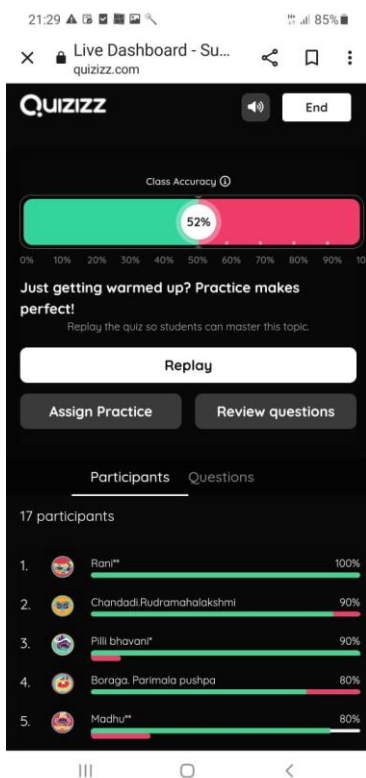 21:29
85%
Live Dashboard - Su...
quizizz.com
Quizizz
End
Class Accuracy
52%
0% 10% 20% 30% 40% 50% 60% 70% 80% 90% 10
Just getting warmed up? Practice makes
perfect!
Replay the quiz so students can master this topic.
Replay
Assign Practice
Review questions
Participants Questions
17 participants
1. Rani** 100%
2. Chandadi.Rudramahalakshmi 90%
3. Pilli bhavani* 90%
4. Boraga. Parimala pushpa 80%
5. Madhu** 80%